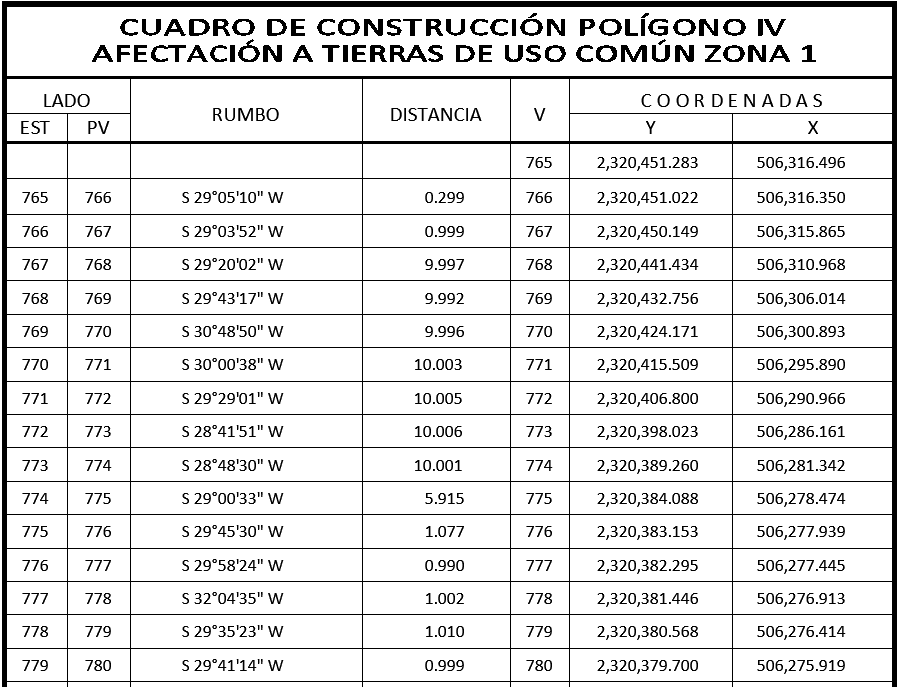 CUADRO DE CONSTRUCCIÓN POLÍGONO IV
AFECTACIÓN A TIERRAS DE USO COMÚN ZONA 1
LADO RUMBO DISTANCIA V COORDENADAS
EST PV Y X
765 2,320,451.283 506,316.496
765 766 S 29°05'10" W 0.299 766 2,320,451.022 506,316.350
766 767 S 29°03'52" W 0.999 767 2,320,450.149 506,315.865
767 768 S 29°20'02" W 9.997 768 2,320,441.434 506,310.968
768 769 S 29°43'17" W 9.992 769 2,320,432.756 506,306.014
769 770 S 30°48'50" W 9.996 770 2,320,424.171 506,300.893
770 771 S 30°00'38" W 10.003 771 2,320,415.509 506,295.890
771 772 S 29°29'01" W 10.005 772 2,320,406.800 506,290.966
772 773 S 28°41'51" W 10.006 773 2,320,398.023 506,286.161
773 774 S 28°48'30" W 10.001 774 2,320,389.260 506,281.342
774 775 S 29°00'33" W 5.915 775 2,320,384.088 506,278.474
775 776 S 29°45'30" W 1.077 776 2,320,383.153 506,277.939
776 777 S 29°58'24" W 0.990 777 2,320,382.295 506,277.445
777 778 S 32°04'35" W 1.002 778 2,320,381.446 506,276.913
778 779 S 29°35'23" W 1.010 779 2,320,380.568 506,276.414
779 780 S 29°41'14" W 0.999 780 2,320,379.700 506,275.919